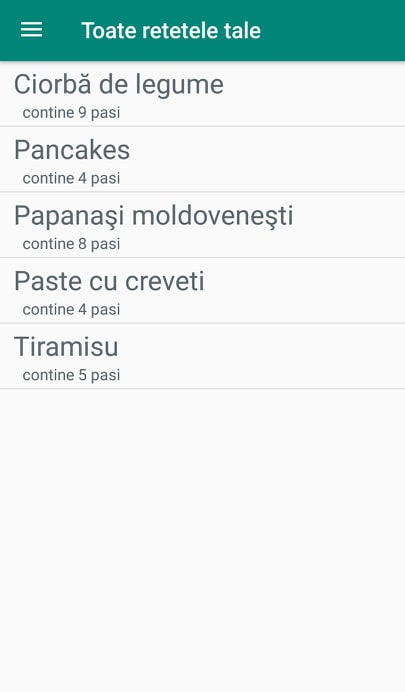 Toate retetele tale
Ciorbă de legume
contine 9 pasi
Pancakes
contine 4 pasi
Papanaşi moldoveneşti
contine 8 pasi
Paste cu creveti
contine 4 pasi
Tiramisu
contine 5 pasi